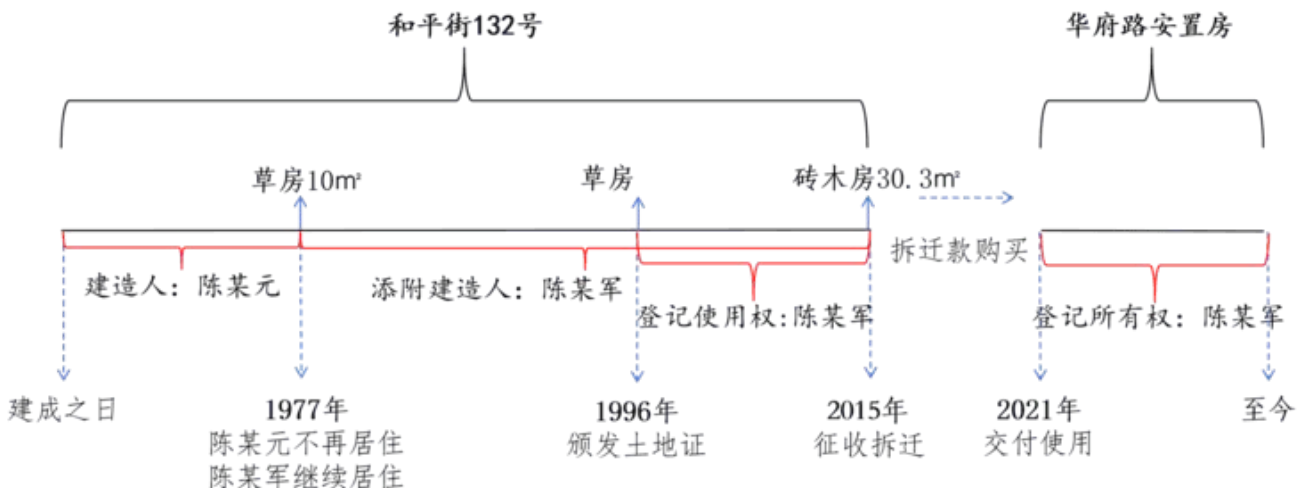 和平街132号
华府路安置房
草房10㎡
草房
砖木房30.3㎡
拆迁款购买
建造人：陈某元
添附建造人：陈某军
登记使用权:陈某军
登记所有权：陈某军
建成之日
1977年
陈某元不再居住
陈某军继续居住
1996年
颁发土地证
2015年
征收拆迁
2021年
交付使用
至今